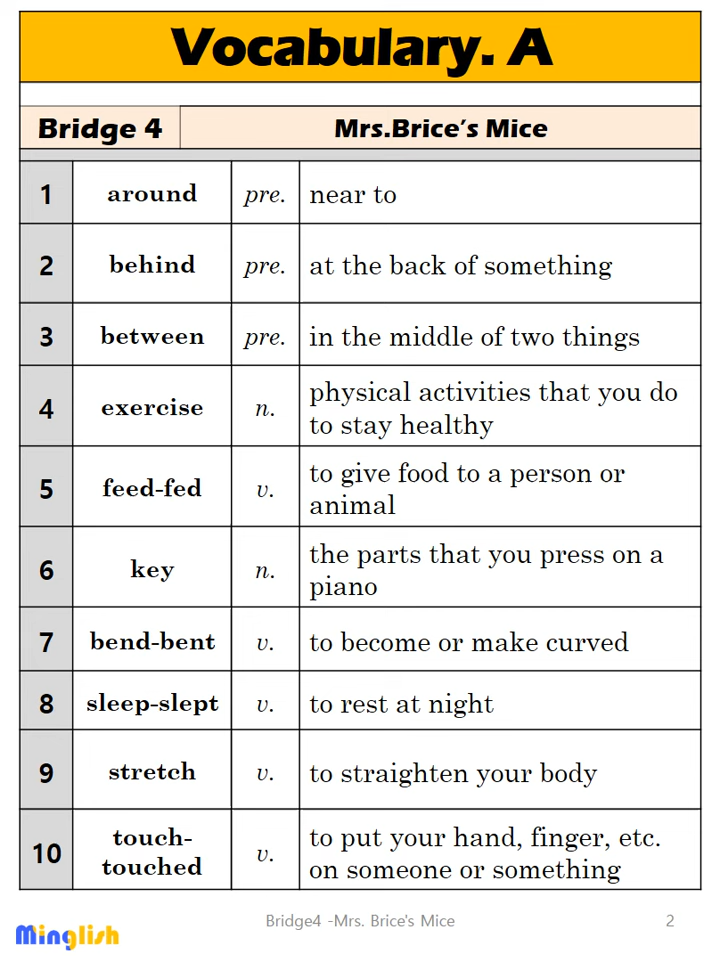 Vocabulary. A
Bridge 4 Mrs.Brice's Mice
1 around pre. near to
2 behind pre. at the back of something
3 between pre. in the middle of two things
4 exercise n. physical activities that you do
to stay healthy
5 feed-fed v. to give food to a person or
animal
6 key n. the parts that you press on a
piano
7 bend-bent v. to become or make curved
8 sleep-slept v. to rest at night
9 stretch v. to straighten your body
10 touch-
touched v. to put your hand, finger, etc.
on someone or something
Minglish Bridge4 -Mrs. Brice's Mice 2